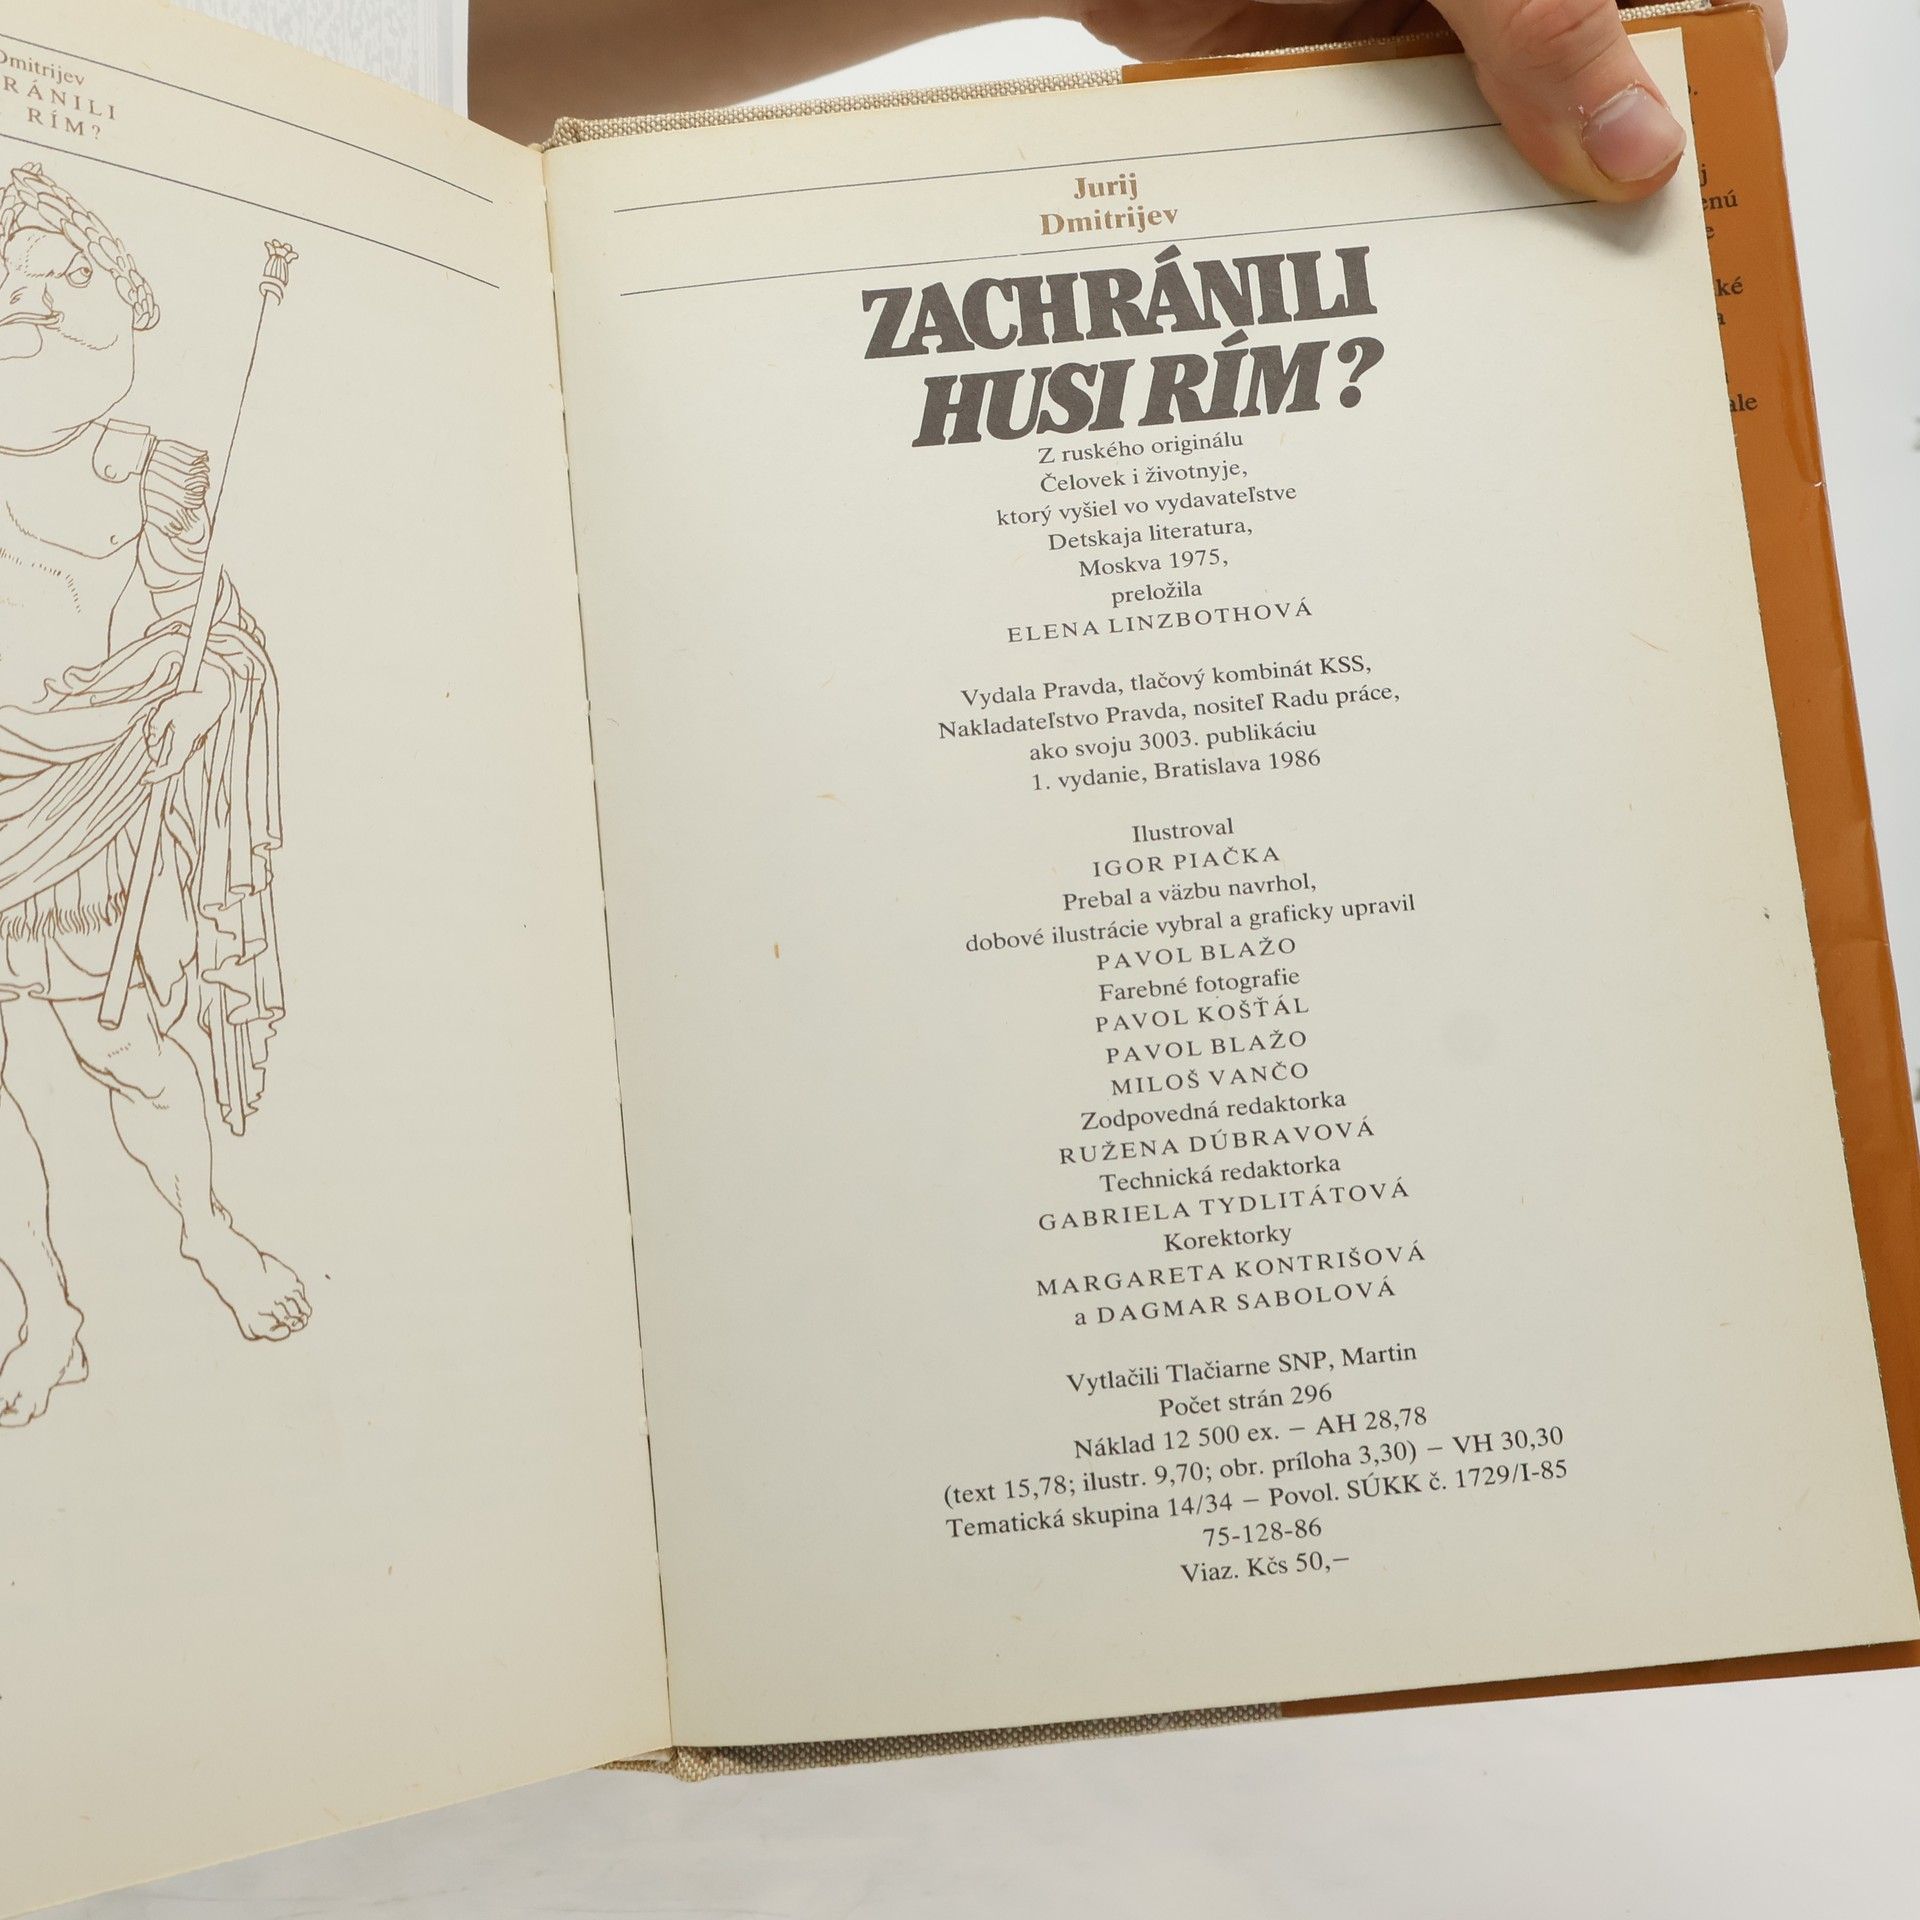 Dmitrijev
RÁNILI
RÍM?
Jurij
Dmitrijev
ZACHRÁNILI
HUSI RÍM?
Z ruského originálu
Čelovek i životnyje,
ktorý vyšiel vo vydavateľstve
Detskaja literatura,
Moskva 1975,
preložila
ELENA LINZBOTHOVÁ
Vydala Pravda, tlačový kombinát KSS,
Nakladateľstvo Pravda, nositeľ Radu práce,
ako svoju 3003. publikáciu
1. vydanie, Bratislava 1986
Ilustroval
IGOR PIAČKA
Prebal a väzbu navrhol,
dobové ilustrácie vybral a graficky upravil
PAVOL BLAŽO
Farebné fotografie
PAVOL KOŠŤÁL
PAVOL BLAŽO
MILOŠ VANČO
Zodpovedná redaktorka
RUŽENA DÚBRAVOVÁ
Technická redaktorka
GABRIELA TYDLITÁTOVÁ
Korektorky
MARGARETA KONTRIŠOVÁ
a DAGMAR SABOLOVÁ
Vytlačili Tlačiarne SNP, Martin
Počet strán 296
Náklad 12 500 ex. – AH 28,78
(text 15,78; ilustr. 9,70; obr. príloha 3,30) – VH 30,30
Tematická skupina 14/34 – Povol. SÚKK č. 1729/I-85
75-128-86
Viaz. Kčs 50,–